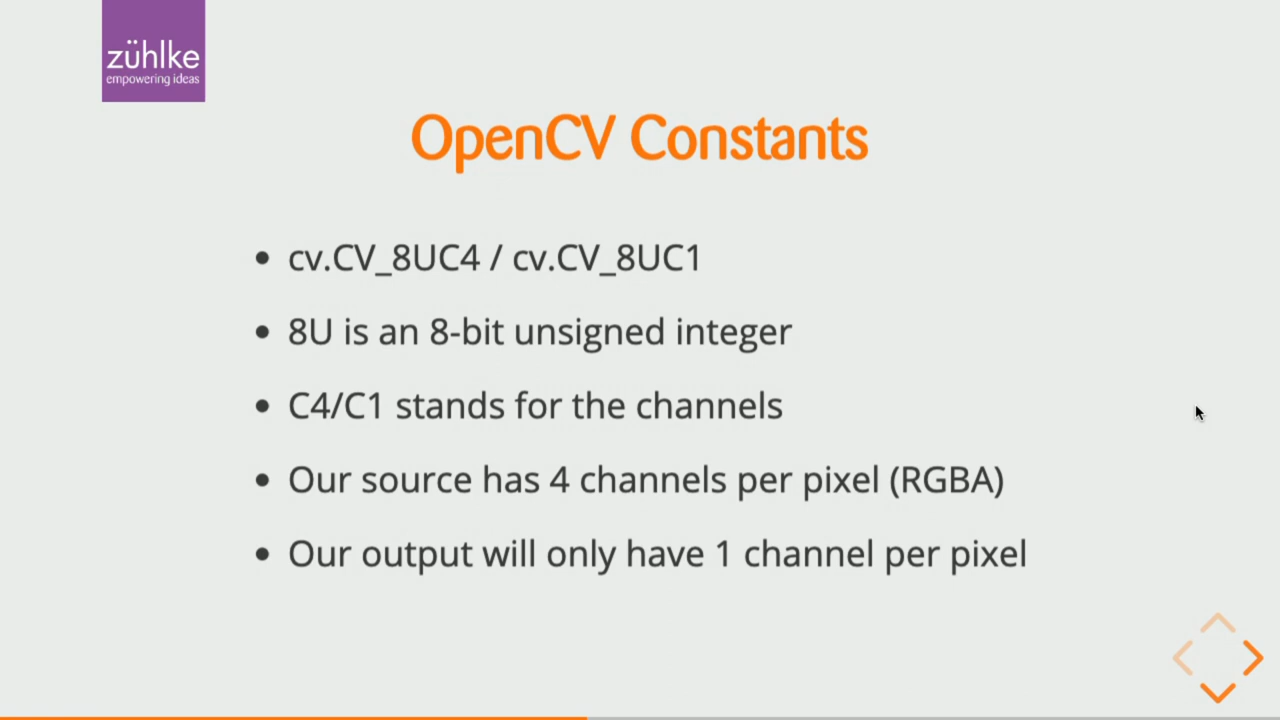 zühlke
empowering ideas
OpenCV Constants
cv.CV_8UC4 / cv.CV_8UC1
8U is an 8-bit unsigned integer
C4/C1 stands for the channels
Our source has 4 channels per pixel (RGBA)
Our output will only have 1 channel per pixel